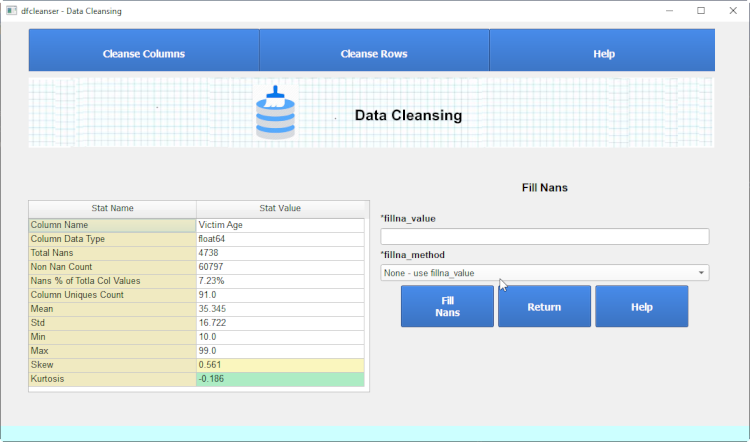 dfcleanser - Data Cleansing
Cleanse Columns Cleanse Rows Help
Data Cleansing
Fill Nans
Stat Name Stat Value
Column Name Victim Age
Column Data Type float64
Total Nans 4738
Non Nan Count 60797
Nans % of Totla Col Values 7.23%
Column Uniques Count 91.0
Mean 35.345
Std 16.722
Min 10.0
Max 99.0
Skew 0.561
Kurtosis -0.186
*fillna_value
*fillna_method
None - use fillna_value
Fill
Nans
Return
Help